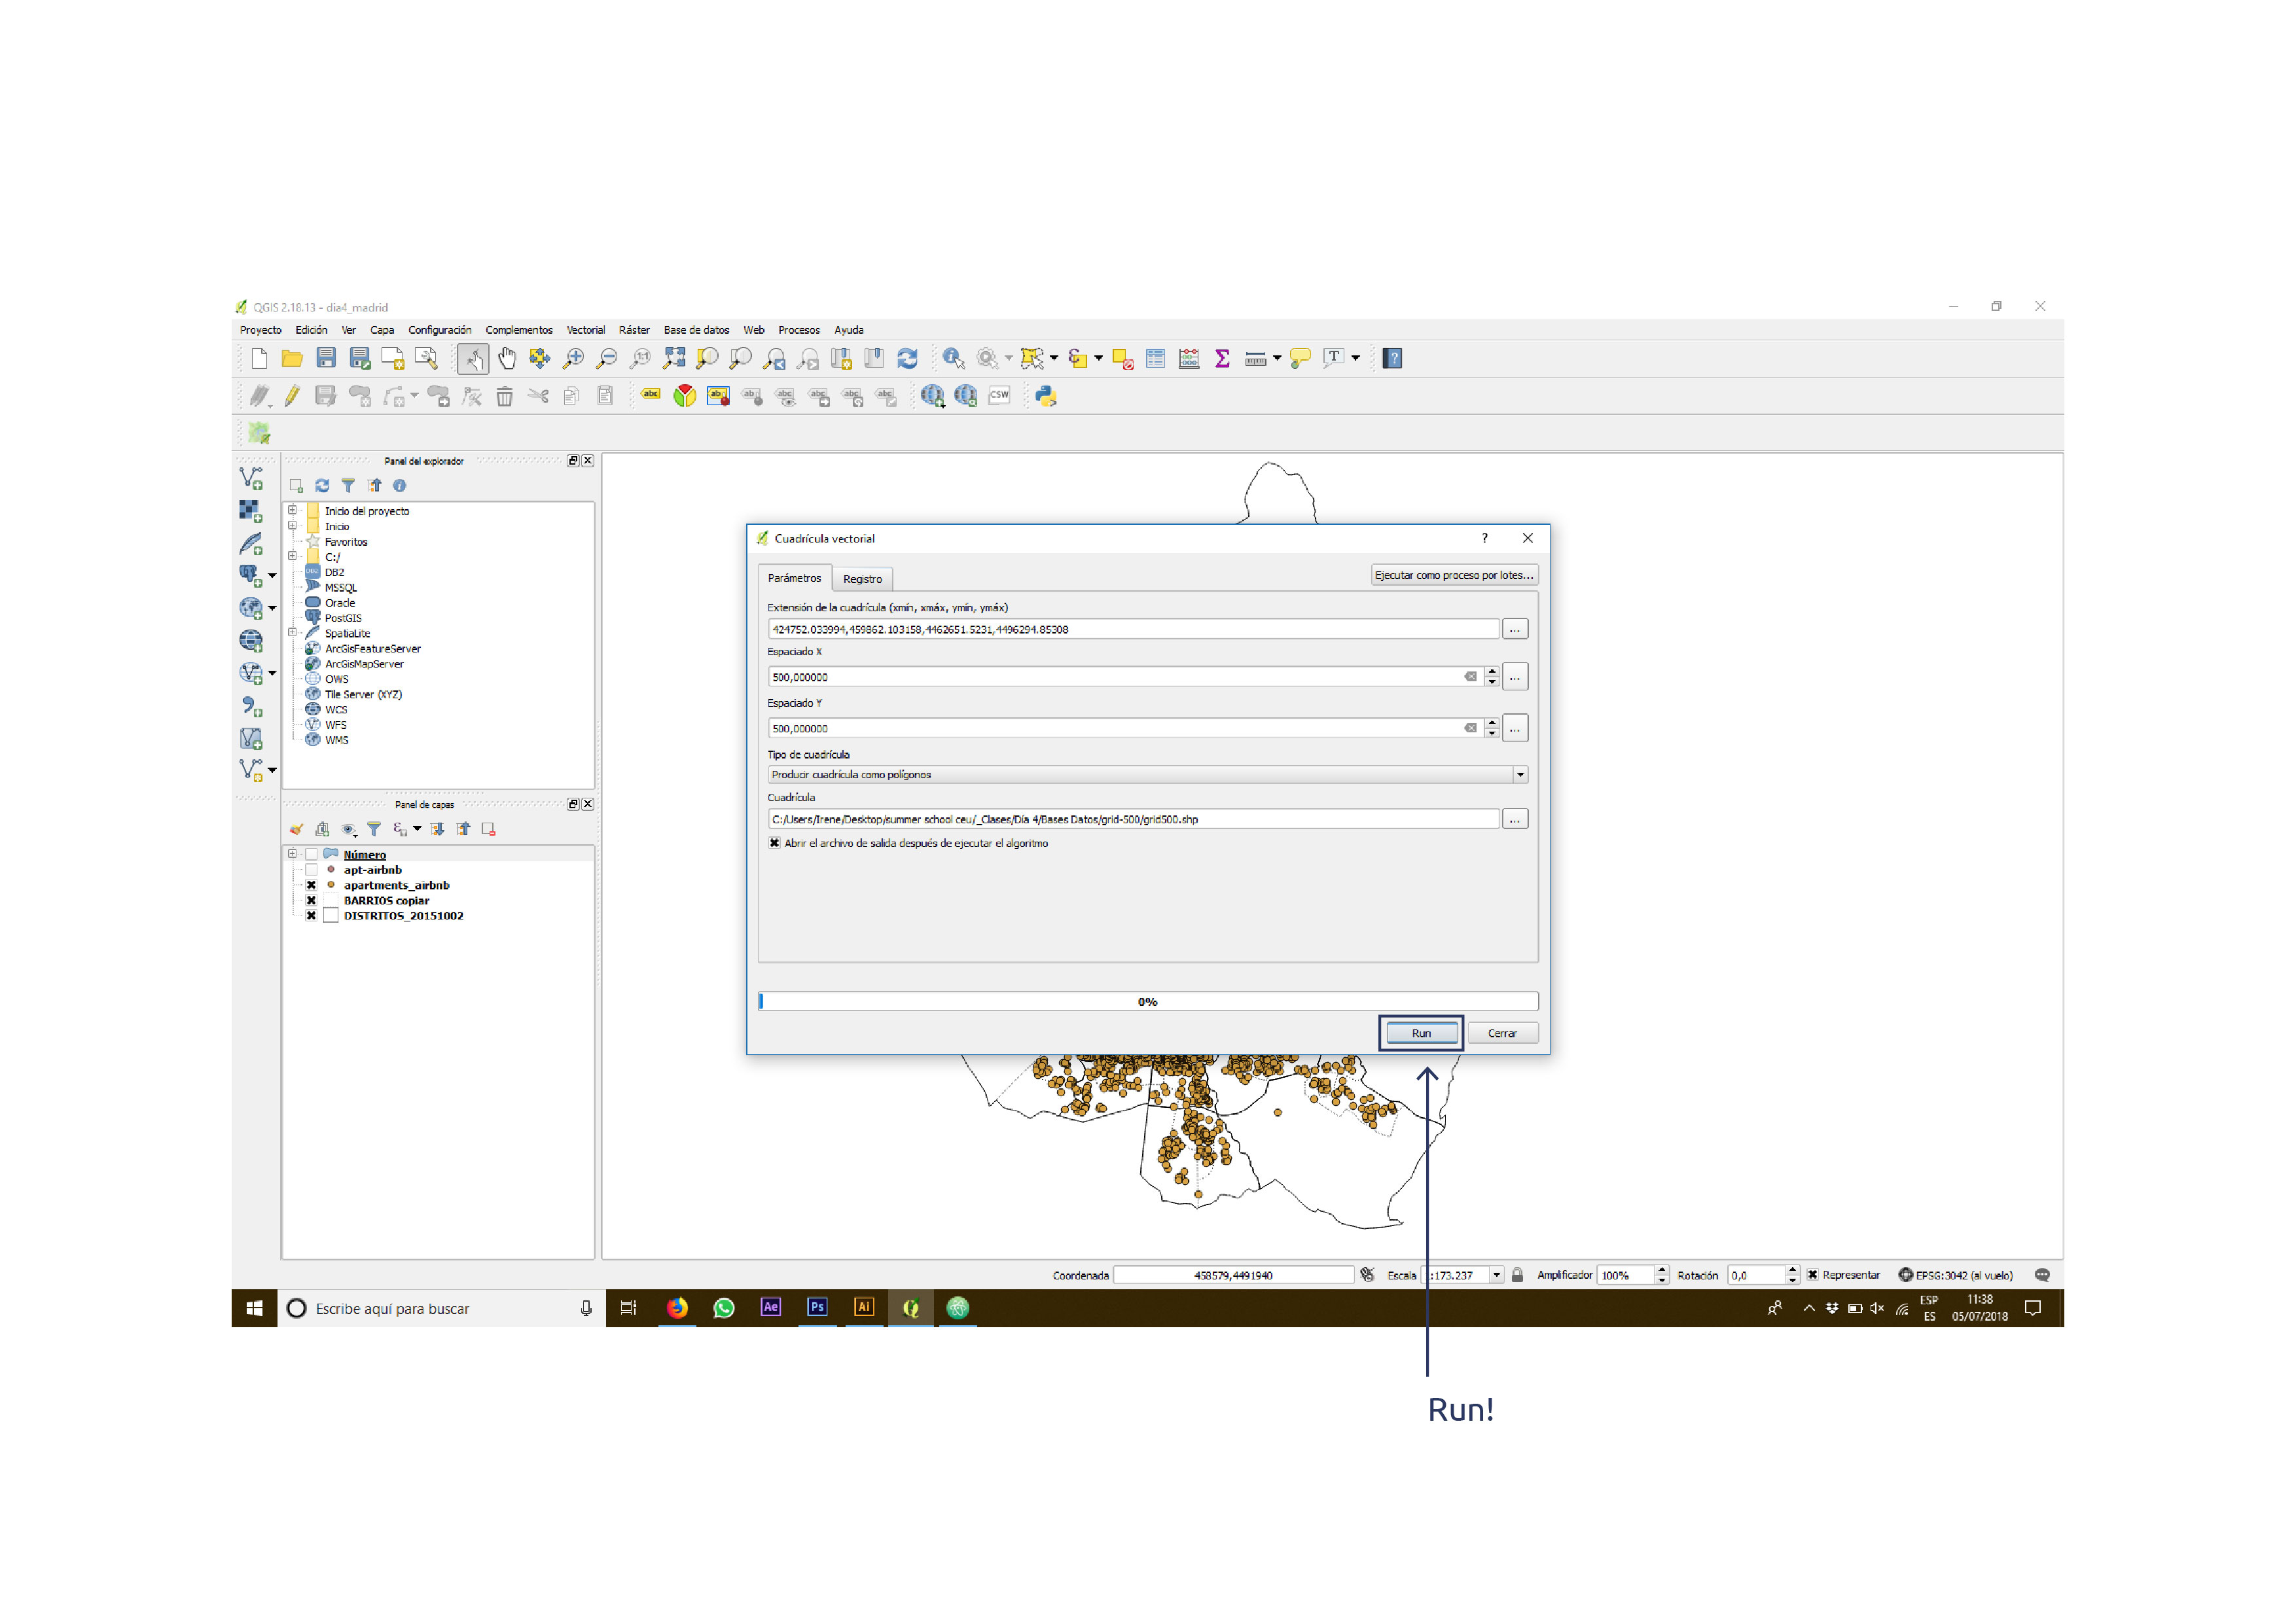 QGIS 2.18.13 - dia4_madrid
Proyecto Edición Ver Capa Configuración Complementos Vectorial Ráster Base de datos Web Procesos Ayuda
Panel del explorador
Inicio del proyecto
Inicio
Favoritos
C:/
DB2
MSSQL
Oracle
PostGIS
SpatiaLite
ArcGisFeatureServer
ArcGisMapServer
OWS
Tile Server (XYZ)
WCS
WFS
WMS
Panel de capas
Número
apt-airbnb
apartments_airbnb
BARRIOS copiar
DISTRITOS_20151002
Cuadrícula vectorial
Parámetros Registro Ejecutar como proceso por lotes...
Extensión de la cuadrícula (xmín, xmáx, ymín, ymáx)
424752.033994,459862.103158,4462651.5231,4496294.85308
Espaciado X
500,000000
Espaciado Y
500,000000
Tipo de cuadrícula
Producir cuadrícula como polígonos
Cuadrícula
C:/Users/Irene/Desktop/summer school ceu/_Clases/Día 4/Bases Datos/grid-500/grid500.shp
Abrir el archivo de salida después de ejecutar el algoritmo
0%
Run Cerrar
Coordenada 458579,4491940 Escala :173.237 Amplificador 100% Rotación 0,0 Representar EPSG:3042 (al vuelo)
Escribe aquí para buscar
Ae Ps Ai
ESP
ES
11:38
05/07/2018
Run!